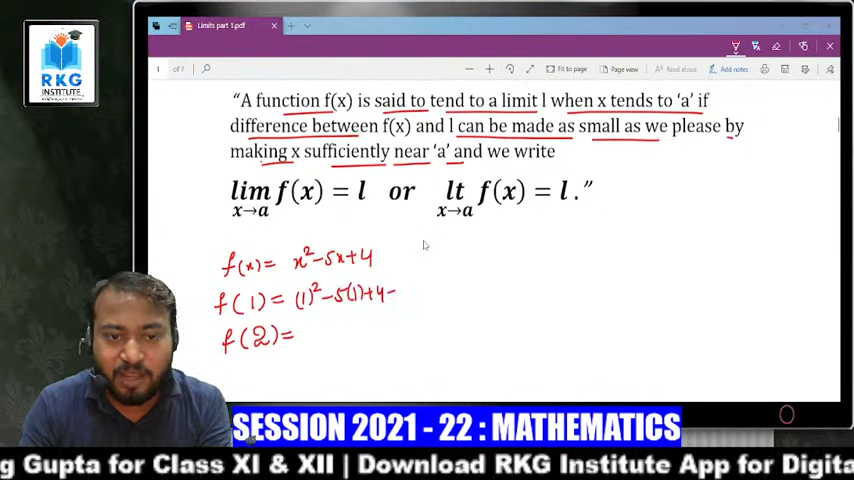 Limits part 1.pdf
RKG
INSTITUTE
1 of 7
Fit to page
Page view
Read aloud
Add notes
“A function f(x) is said to tend to a limit l when x tends to ‘a’ if
difference between f(x) and l can be made as small as we please by
making x sufficiently near ‘a’ and we write
lim f(x) = l or lt f(x) = l .”
x→a x→a
f(x) = x² - 5x + 4
f(1) = (1)² - 5(1) + 4 -
f(2) =
SESSION 2021 - 22 : MATHEMATICS
g Gupta for Class XI & XII | Download RKG Institute App for Digita